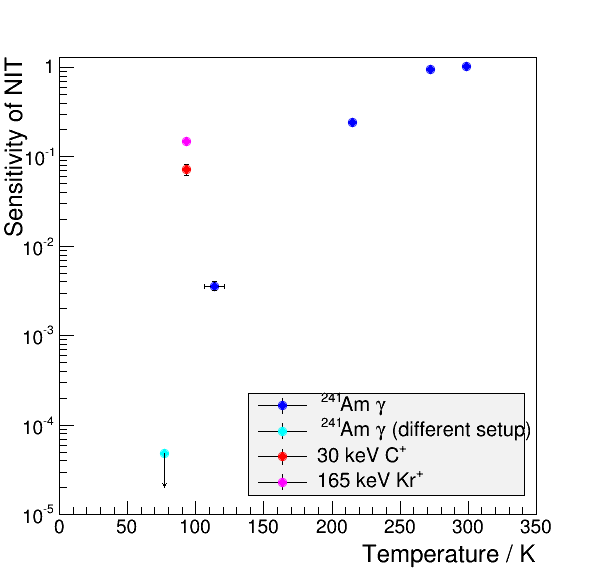 Sensitivity of NIT
1
10⁻¹
10⁻²
10⁻³
10⁻⁴
10⁻⁵
²⁴¹Am γ
²⁴¹Am γ (different setup)
30 keV C⁺
165 keV Kr⁺
0 50 100 150 200 250 300 350
Temperature / K